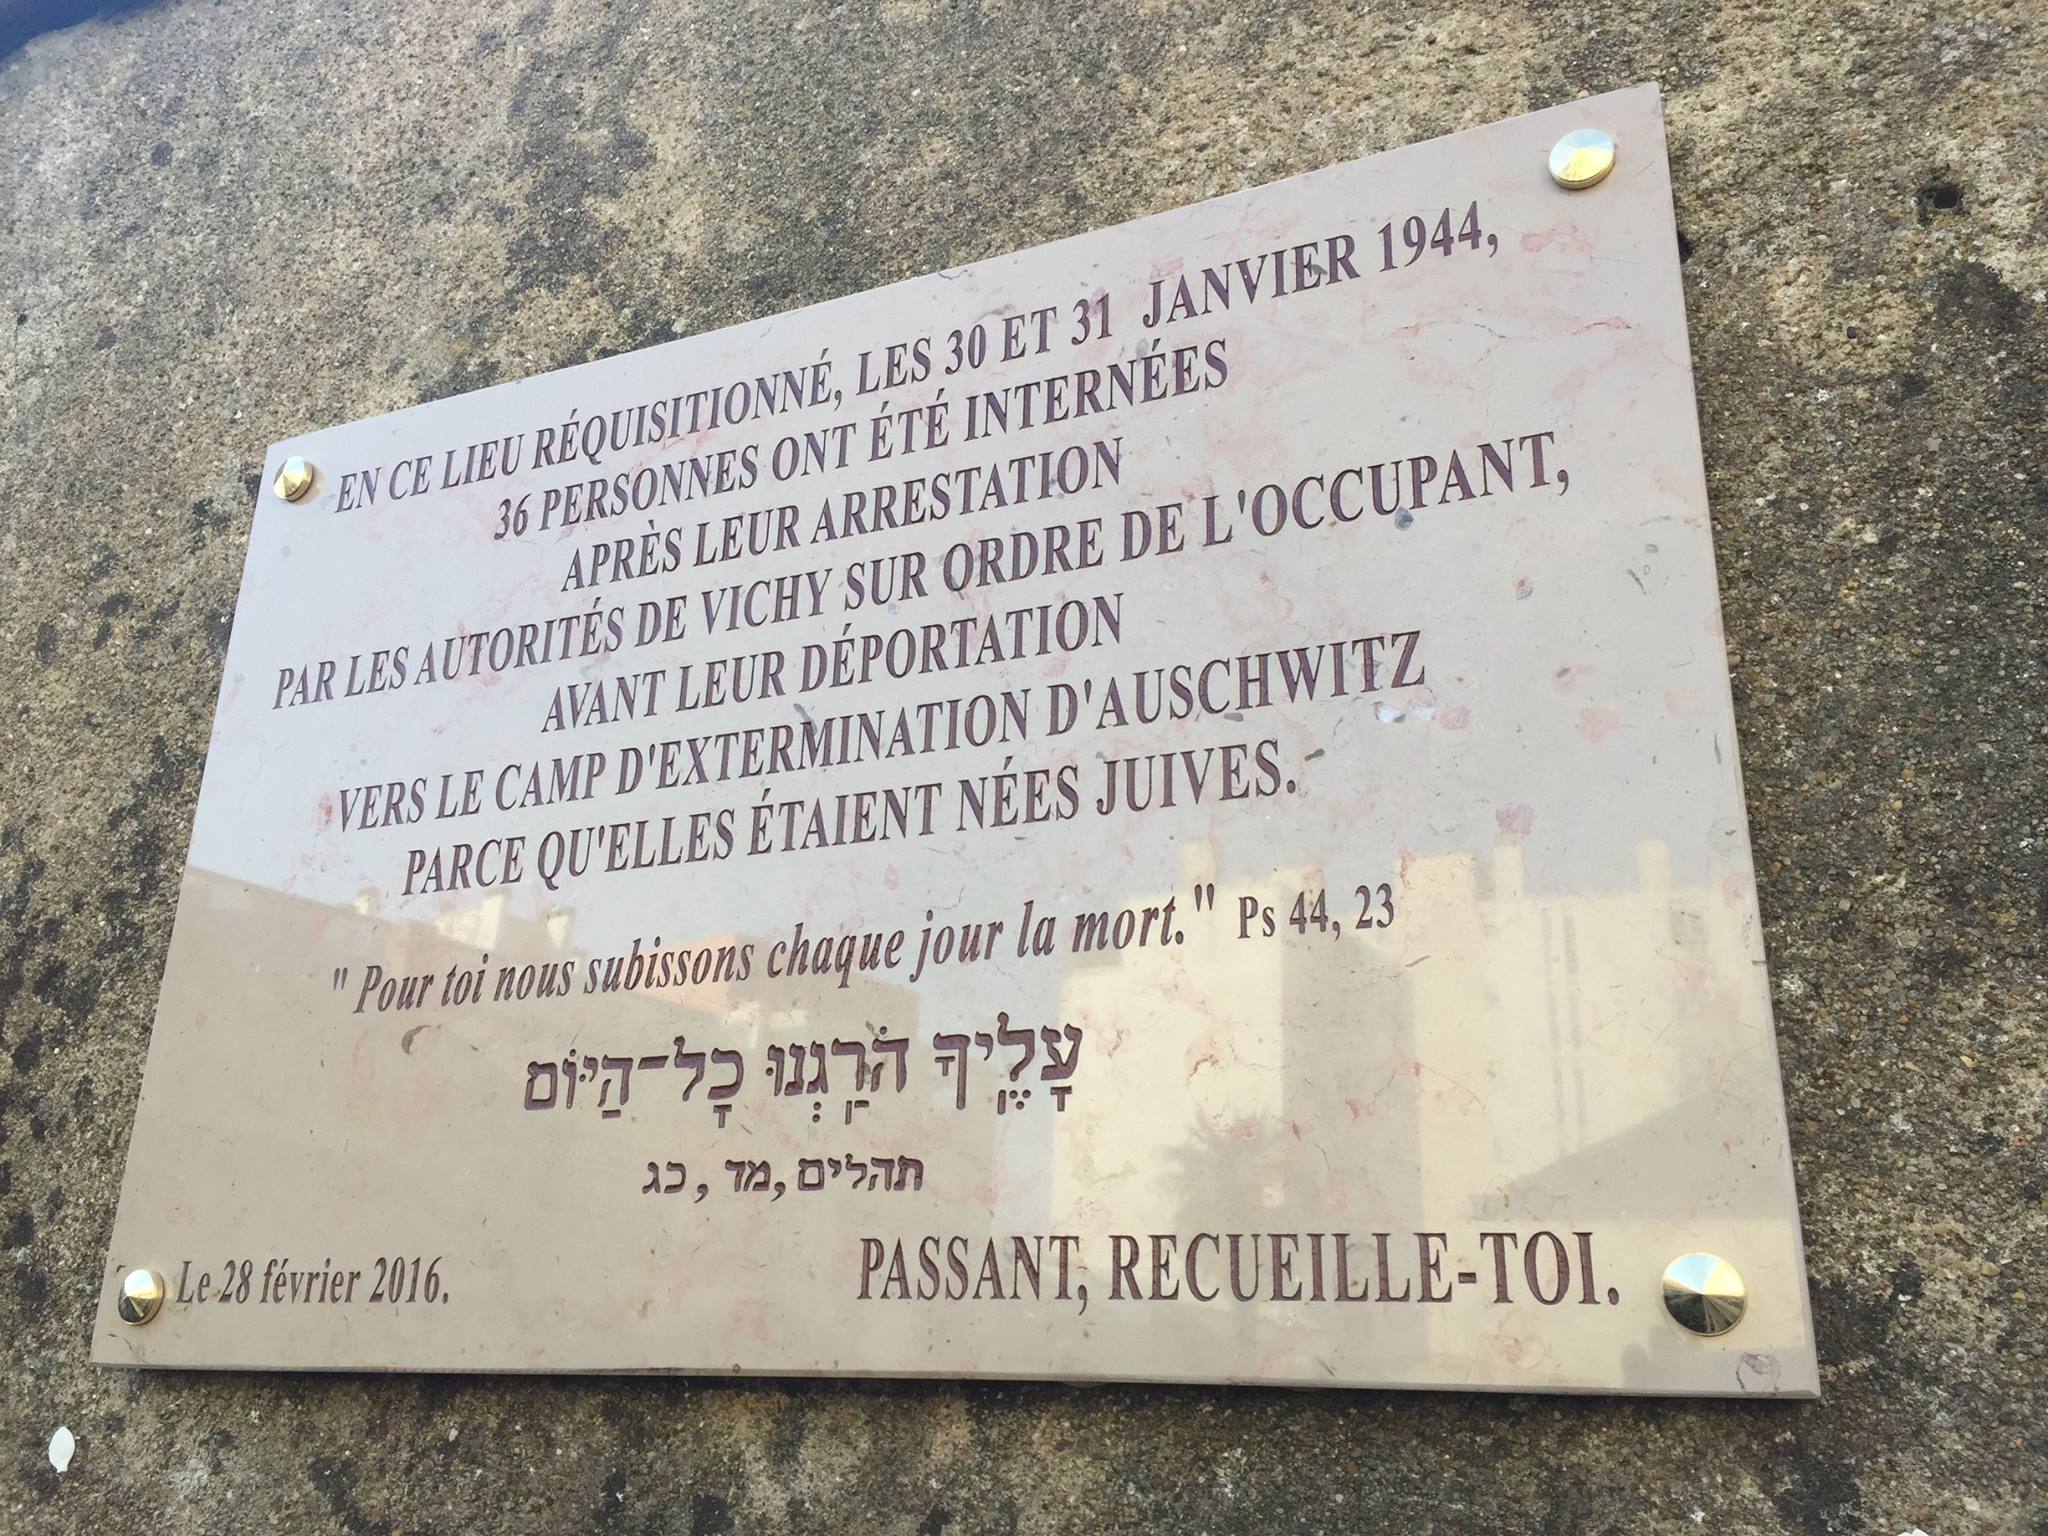 EN CE LIEU RÉQUISITIONNÉ, LES 30 ET 31 JANVIER 1944,
36 PERSONNES ONT ÉTÉ INTERNÉES
APRÈS LEUR ARRESTATION
PAR LES AUTORITÉS DE VICHY SUR ORDRE DE L'OCCUPANT,
AVANT LEUR DÉPORTATION
VERS LE CAMP D'EXTERMINATION D'AUSCHWITZ
PARCE QU'ELLES ÉTAIENT NÉES JUIVES.
" Pour toi nous subissons chaque jour la mort." Ps 44, 23
עָלֶיךָ הֹרַגְנוּ כָל־הַיּוֹם
תהלים, מד, כג
PASSANT, RECUEILLE-TOI.
Le 28 février 2016.